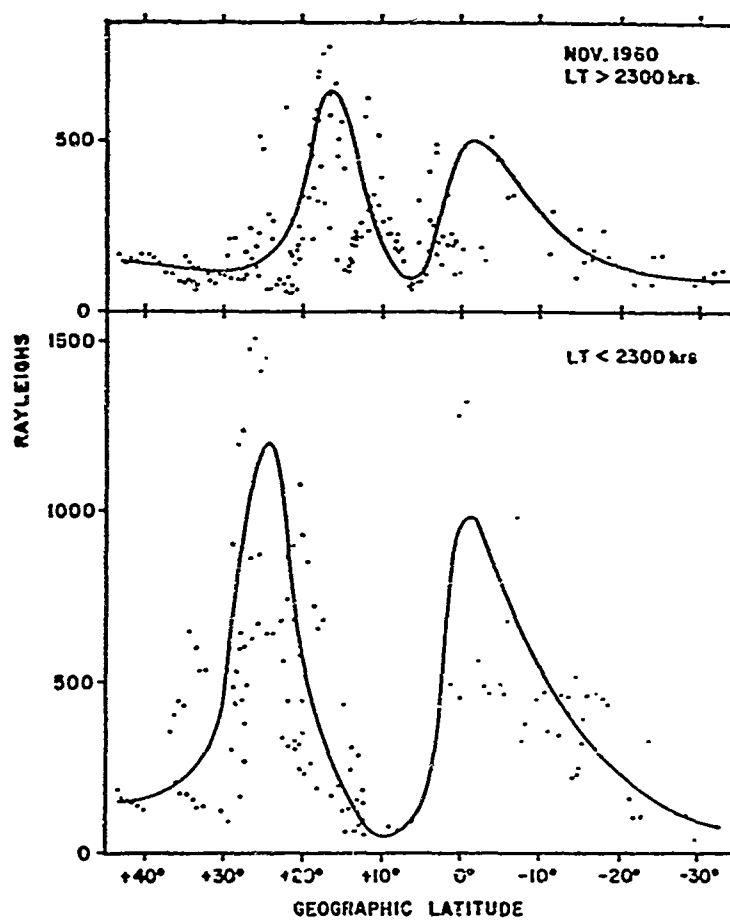 NOV. 1960
LT > 2300 hrs.
500
0
RAYLEIGHS
1500
LT < 2300 hrs
1000
500
0
+40° +30° +20° +10° 0° -10° -20° -30°
GEOGRAPHIC LATITUDE